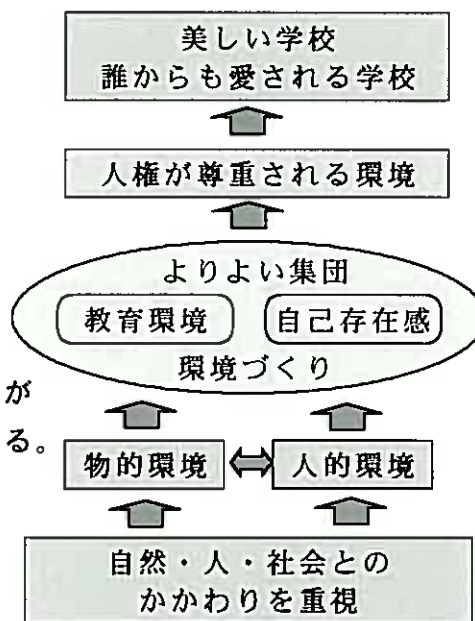 美しい学校
誰からも愛される学校
人権が尊重される環境
よりよい集団
教育環境 自己存在感
環境づくり
が
る。
物的環境 人的環境
自然・人・社会との
かかわりを重視